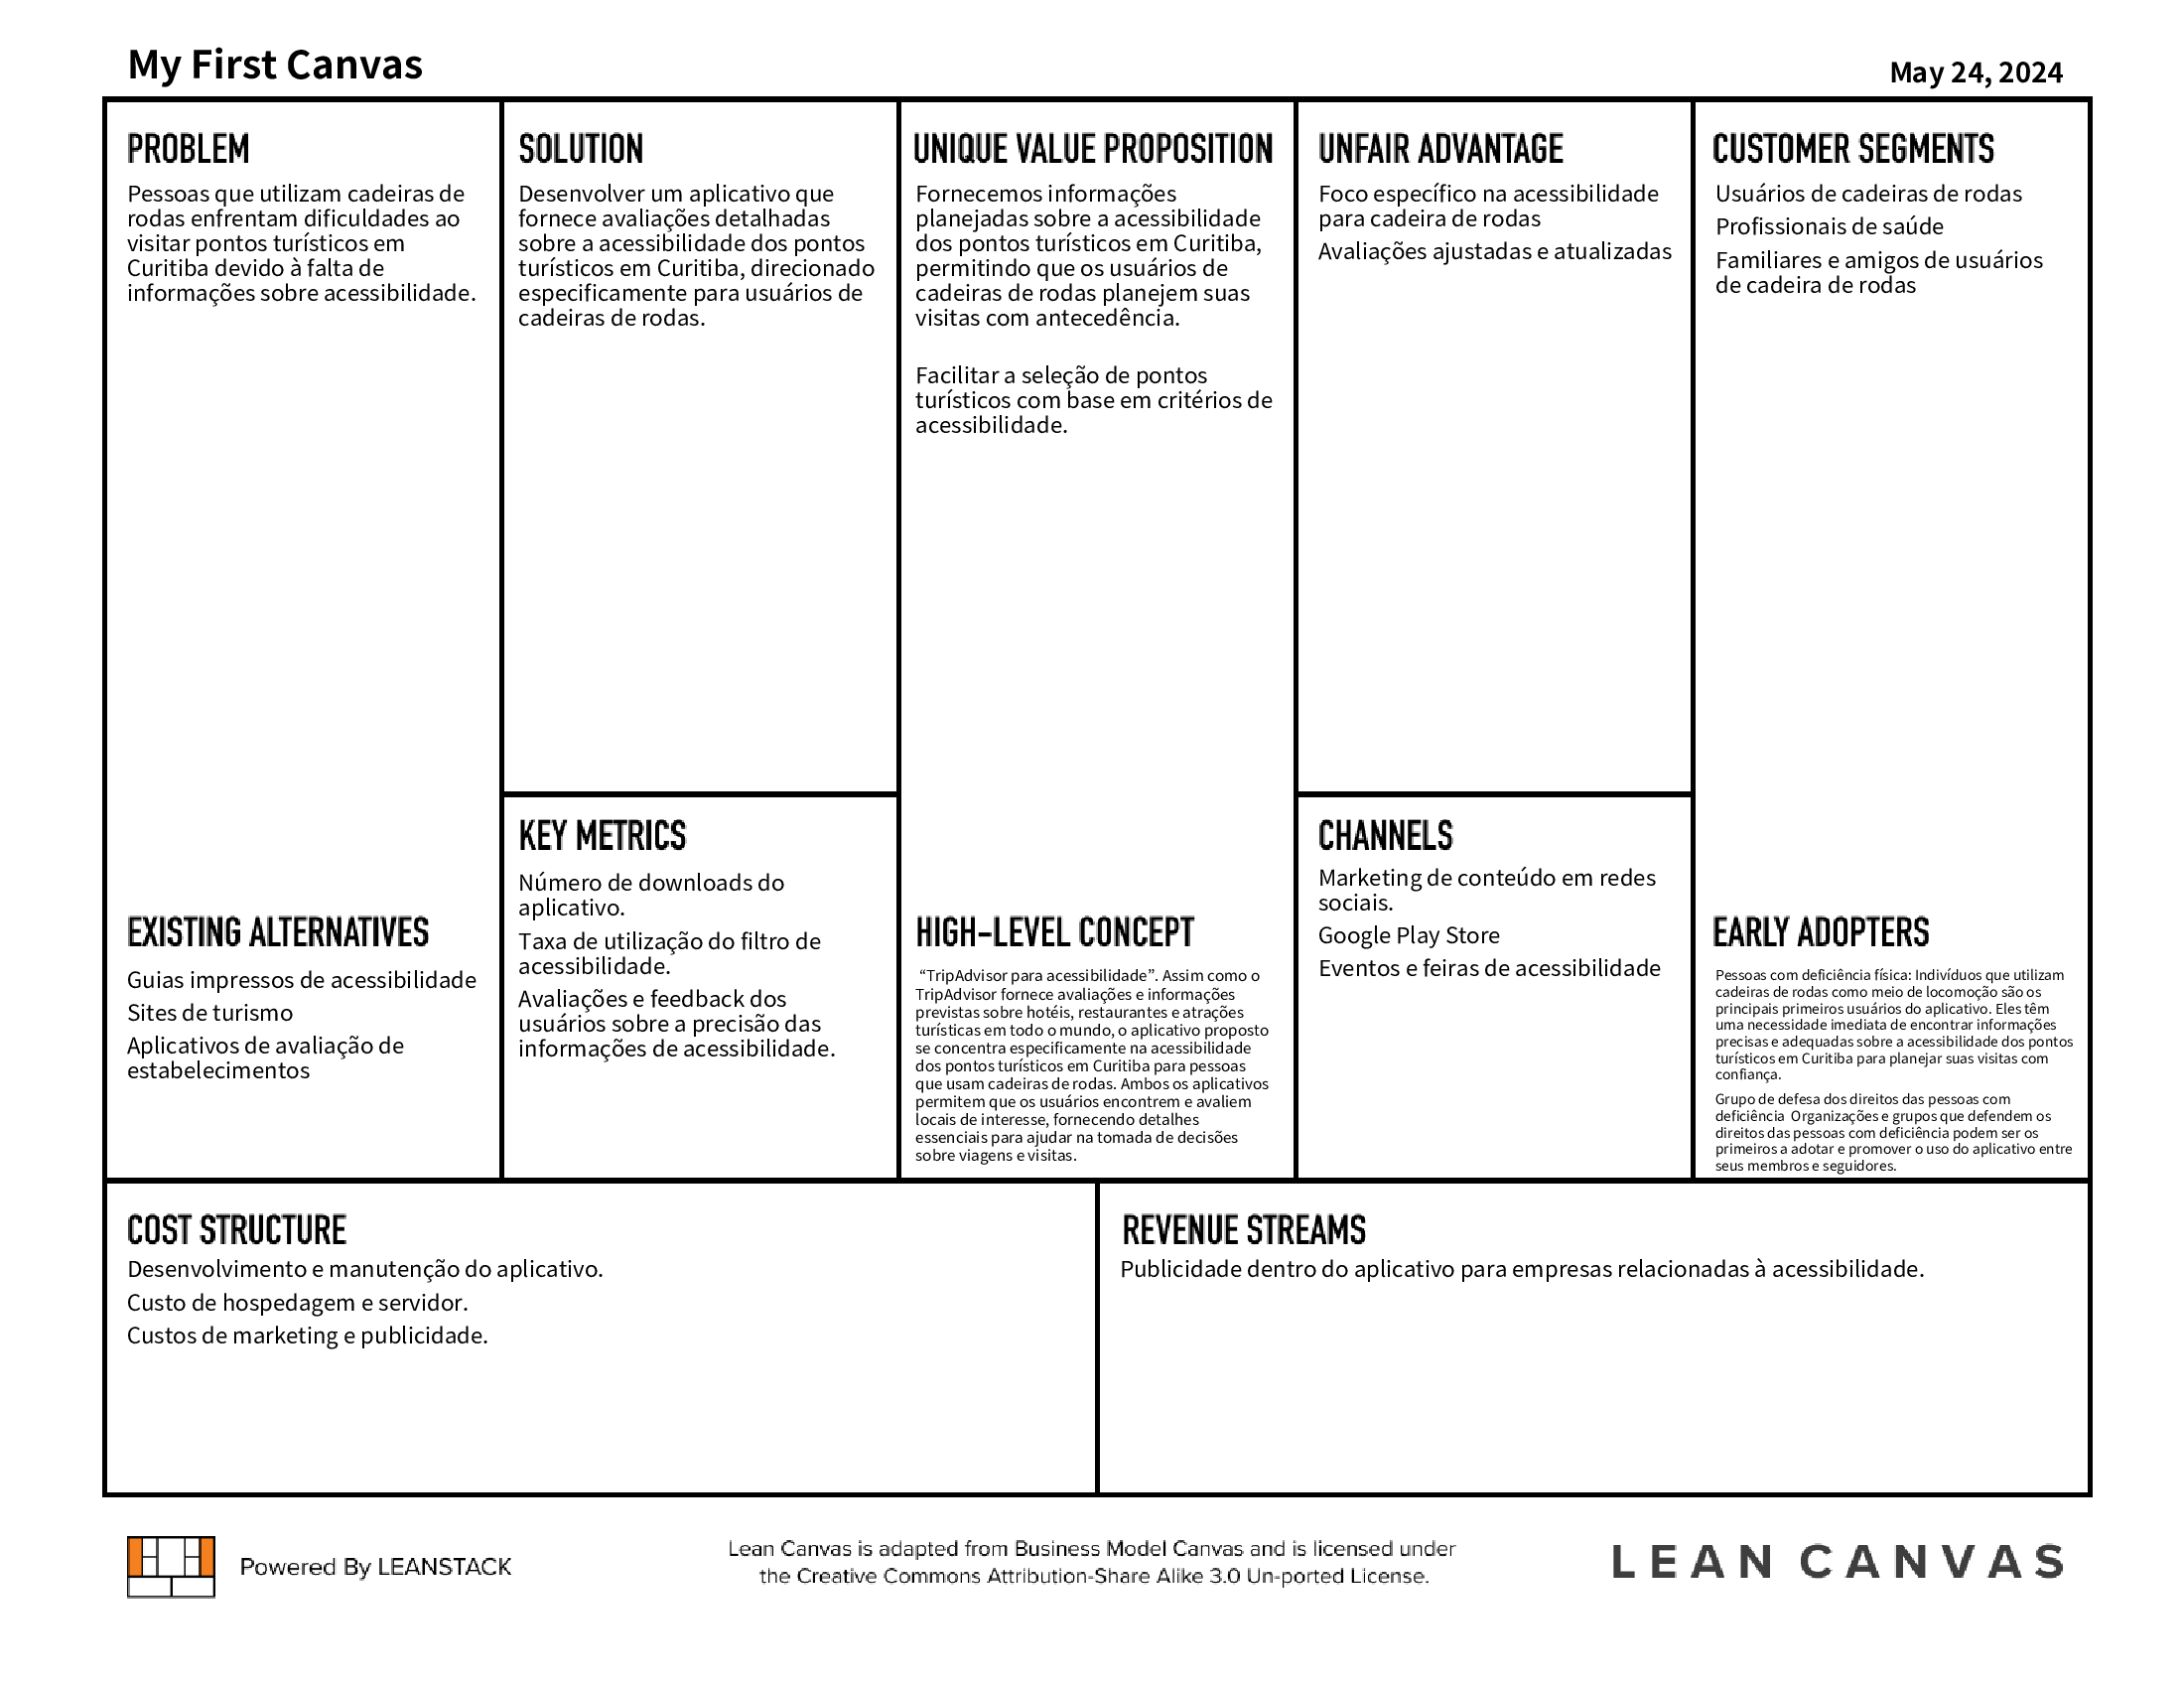 My First Canvas
May 24, 2024
PROBLEM
Pessoas que utilizam cadeiras de
rodas enfrentam dificuldades ao
visitar pontos turísticos em
Curitiba devido à falta de
informações sobre acessibilidade.
EXISTING ALTERNATIVES
Guias impressos de acessibilidade
Sites de turismo
Aplicativos de avaliação de
estabelecimentos
SOLUTION
Desenvolver um aplicativo que
fornece avaliações detalhadas
sobre a acessibilidade dos pontos
turísticos em Curitiba, direcionado
especificamente para usuários de
cadeiras de rodas.
KEY METRICS
Número de downloads do
aplicativo.
Taxa de utilização do filtro de
acessibilidade.
Avaliações e feedback dos
usuários sobre a precisão das
informações de acessibilidade.
UNIQUE VALUE PROPOSITION
Fornecemos informações
planejadas sobre a acessibilidade
dos pontos turísticos em Curitiba,
permitindo que os usuários de
cadeiras de rodas planejem suas
visitas com antecedência.
Facilitar a seleção de pontos
turísticos com base em critérios de
acessibilidade.
HIGH-LEVEL CONCEPT
“TripAdvisor para acessibilidade”. Assim como o
TripAdvisor fornece avaliações e informações
previstas sobre hotéis, restaurantes e atrações
turísticas em todo o mundo, o aplicativo proposto
se concentra especificamente na acessibilidade
dos pontos turísticos em Curitiba para pessoas
que usam cadeiras de rodas. Ambos os aplicativos
permitem que os usuários encontrem e avaliem
locais de interesse, fornecendo detalhes
essenciais para ajudar na tomada de decisões
sobre viagens e visitas.
UNFAIR ADVANTAGE
Foco específico na acessibilidade
para cadeira de rodas
Avaliações ajustadas e atualizadas
CHANNELS
Marketing de conteúdo em redes
sociais.
Google Play Store
Eventos e feiras de acessibilidade
CUSTOMER SEGMENTS
Usuários de cadeiras de rodas
Profissionais de saúde
Familiares e amigos de usuários
de cadeira de rodas
EARLY ADOPTERS
Pessoas com deficiência física: Indivíduos que utilizam
cadeiras de rodas como meio de locomoção são os
principais primeiros usuários do aplicativo. Eles têm
uma necessidade imediata de encontrar informações
precisas e adequadas sobre a acessibilidade dos pontos
turísticos em Curitiba para planejar suas visitas com
confiança.
Grupo de defesa dos direitos das pessoas com
deficiência Organizações e grupos que defendem os
direitos das pessoas com deficiência podem ser os
primeiros a adotar e promover o uso do aplicativo entre
seus membros e seguidores.
COST STRUCTURE
Desenvolvimento e manutenção do aplicativo.
Custo de hospedagem e servidor.
Custos de marketing e publicidade.
REVENUE STREAMS
Publicidade dentro do aplicativo para empresas relacionadas à acessibilidade.
Powered By LEANSTACK
Lean Canvas is adapted from Business Model Canvas and is licensed under
the Creative Commons Attribution-Share Alike 3.0 Un-ported License.
LEAN CANVAS